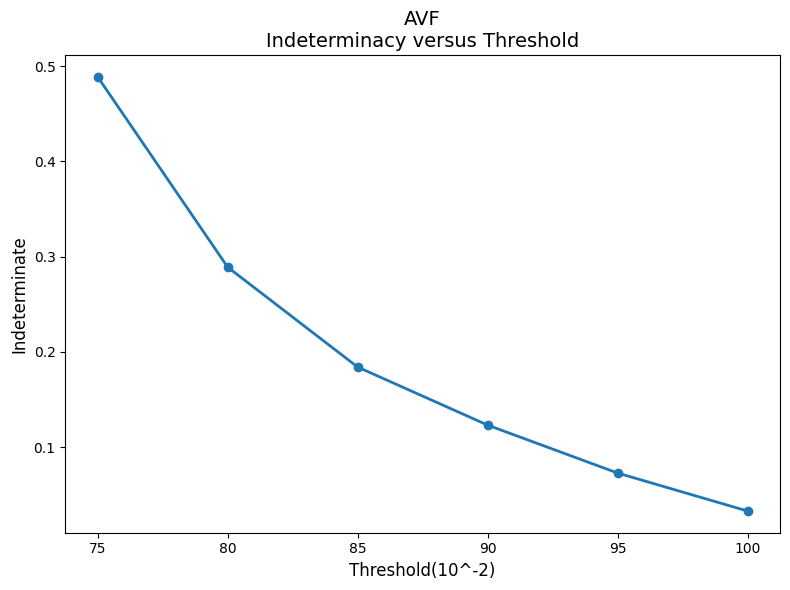 AVF
Indeterminacy versus Threshold
0.5
0.4
0.3
0.2
0.1
Indeterminate
75 80 85 90 95 100
Threshold(10^-2)